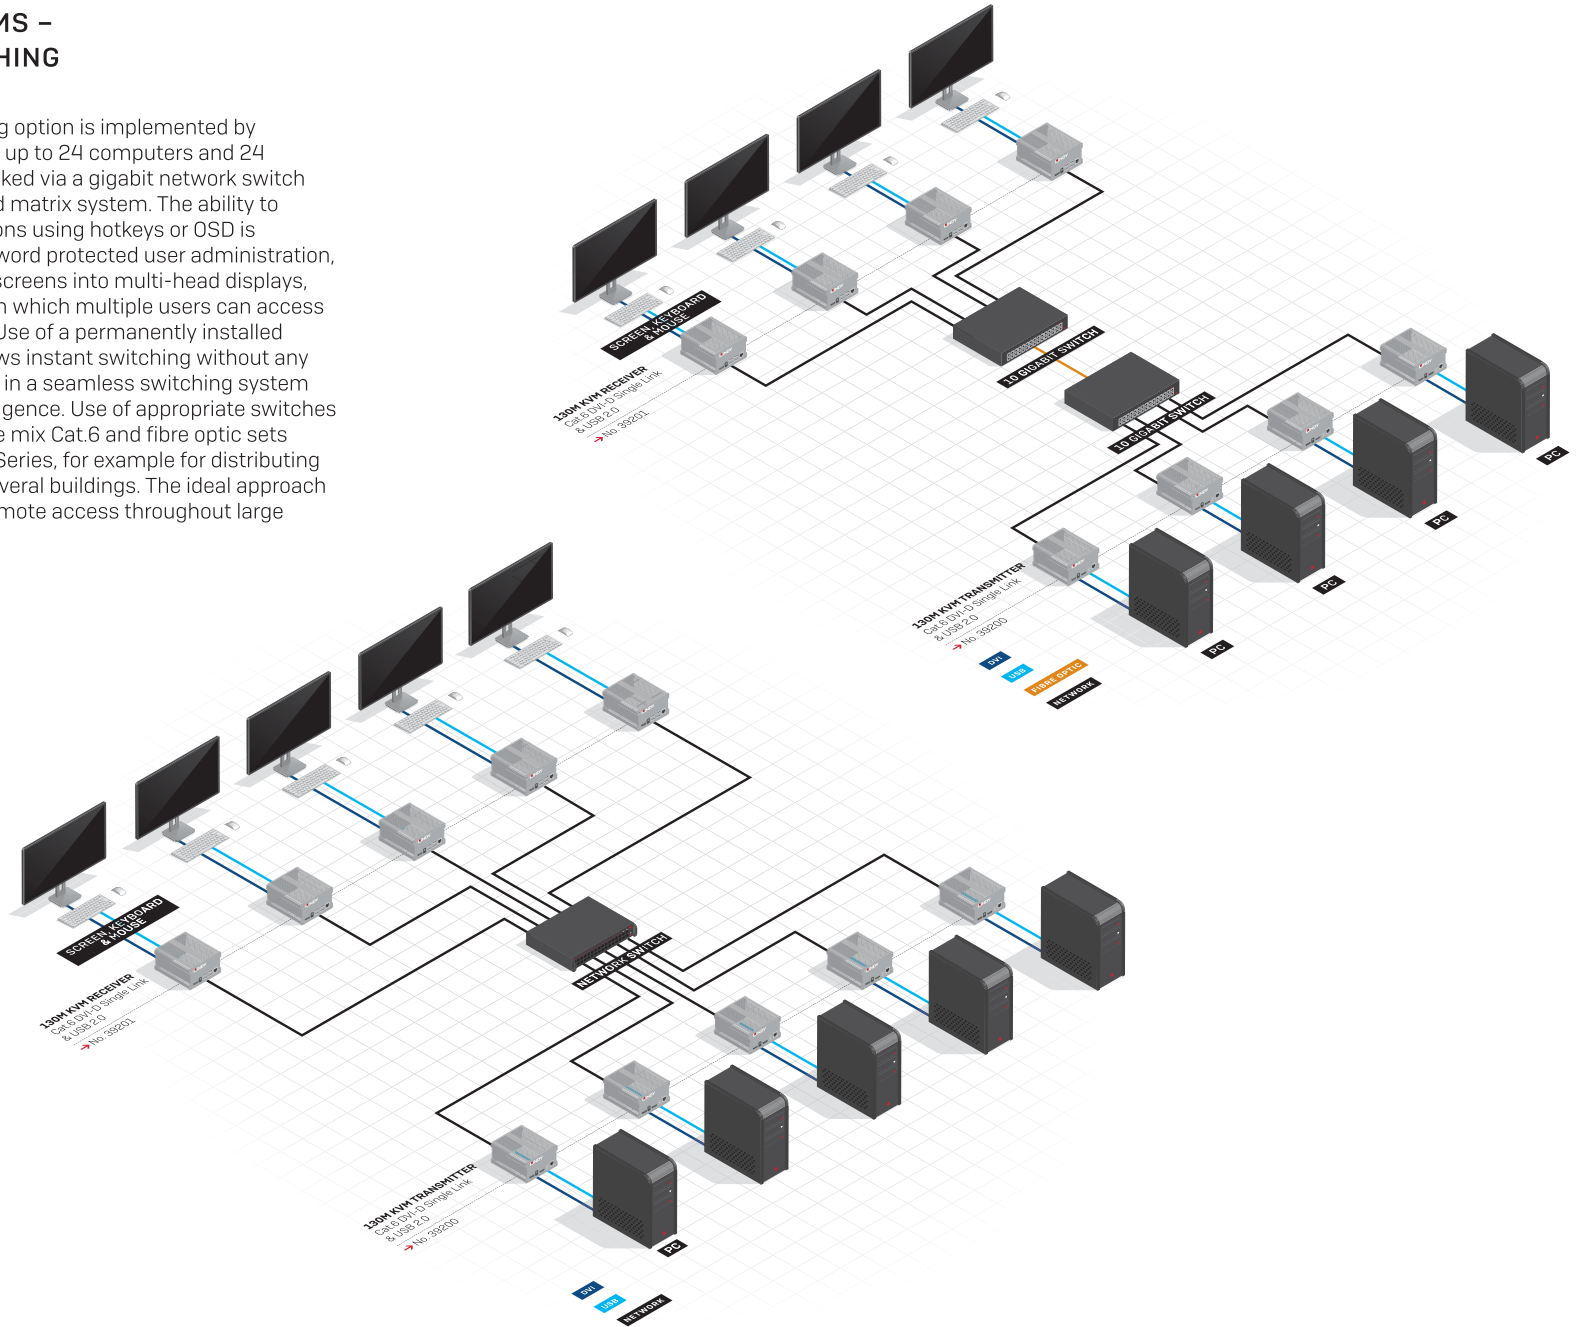 MS –
HING
g option is implemented by
up to 24 computers and 24
ked via a gigabit network switch
d matrix system. The ability to
ons using hotkeys or OSD is
word protected user administration,
screens into multi-head displays,
n which multiple users can access
Use of a permanently installed
ws instant switching without any
in a seamless switching system
gence. Use of appropriate switches
e mix Cat.6 and fibre optic sets
Series, for example for distributing
veral buildings. The ideal approach
mote access throughout large
SCREEN, KEYBOARD
& MOUSE
130M KVM RECEIVER
Cat.6 DVI-D Single Link
& USB 2.0
→ No. 39201
10 GIGABIT SWITCH
10 GIGABIT SWITCH
PC
PC
PC
PC
130M KVM TRANSMITTER
Cat.6 DVI-D Single Link
& USB 2.0
→ No. 39200
DVI
USB
FIBRE OPTIC
NETWORK
SCREEN, KEYBOARD
& MOUSE
130M KVM RECEIVER
Cat.6 DVI-D Single Link
& USB 2.0
→ No. 39201
NETWORK SWITCH
130M KVM TRANSMITTER
Cat.6 DVI-D Single Link
& USB 2.0
→ No. 39200
PC
DVI
USB
NETWORK